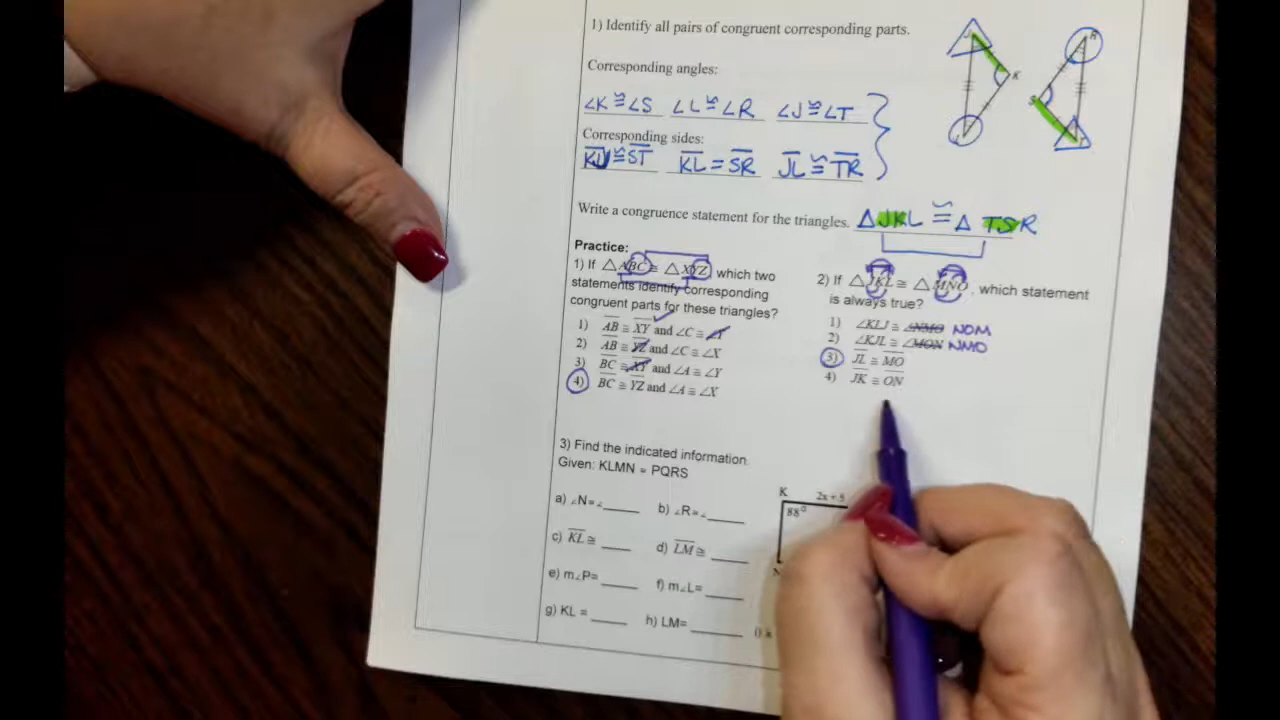 1) Identify all pairs of congruent corresponding parts.
Corresponding angles:
∠K ≅ ∠S ∠L ≅ ∠R ∠J ≅ ∠T
Corresponding sides:
KJ ≅ ST KL = SR JL ≅ TR
J K R S
Write a congruence statement for the triangles. △JKL ≅ △TSR
Practice:
1) If △ABC ≅ △XYZ which two
statements identify corresponding
congruent parts for these triangles?
1) AB ≅ XY and ∠C ≅ ∠Y
2) AB ≅ YZ and ∠C ≅ ∠X
3) BC ≅ XY and ∠A ≅ ∠Y
4) BC ≅ YZ and ∠A ≅ ∠X
2) If △JKL ≅ △MNO, which statement
is always true?
1) ∠KLJ ≅ ∠NMO NOM
2) ∠KJL ≅ ∠MON NMO
3) JL ≅ MO
4) JK ≅ ON
3) Find the indicated information.
Given: KLMN = PQRS
a) ∠N=∠____ b) ∠R=∠____
c) KL ≅ ____ d) LM ≅ ____
e) m∠P= ____ f) m∠L= ____
g) KL = ____ h) LM= ____
K 2x + 5
88°